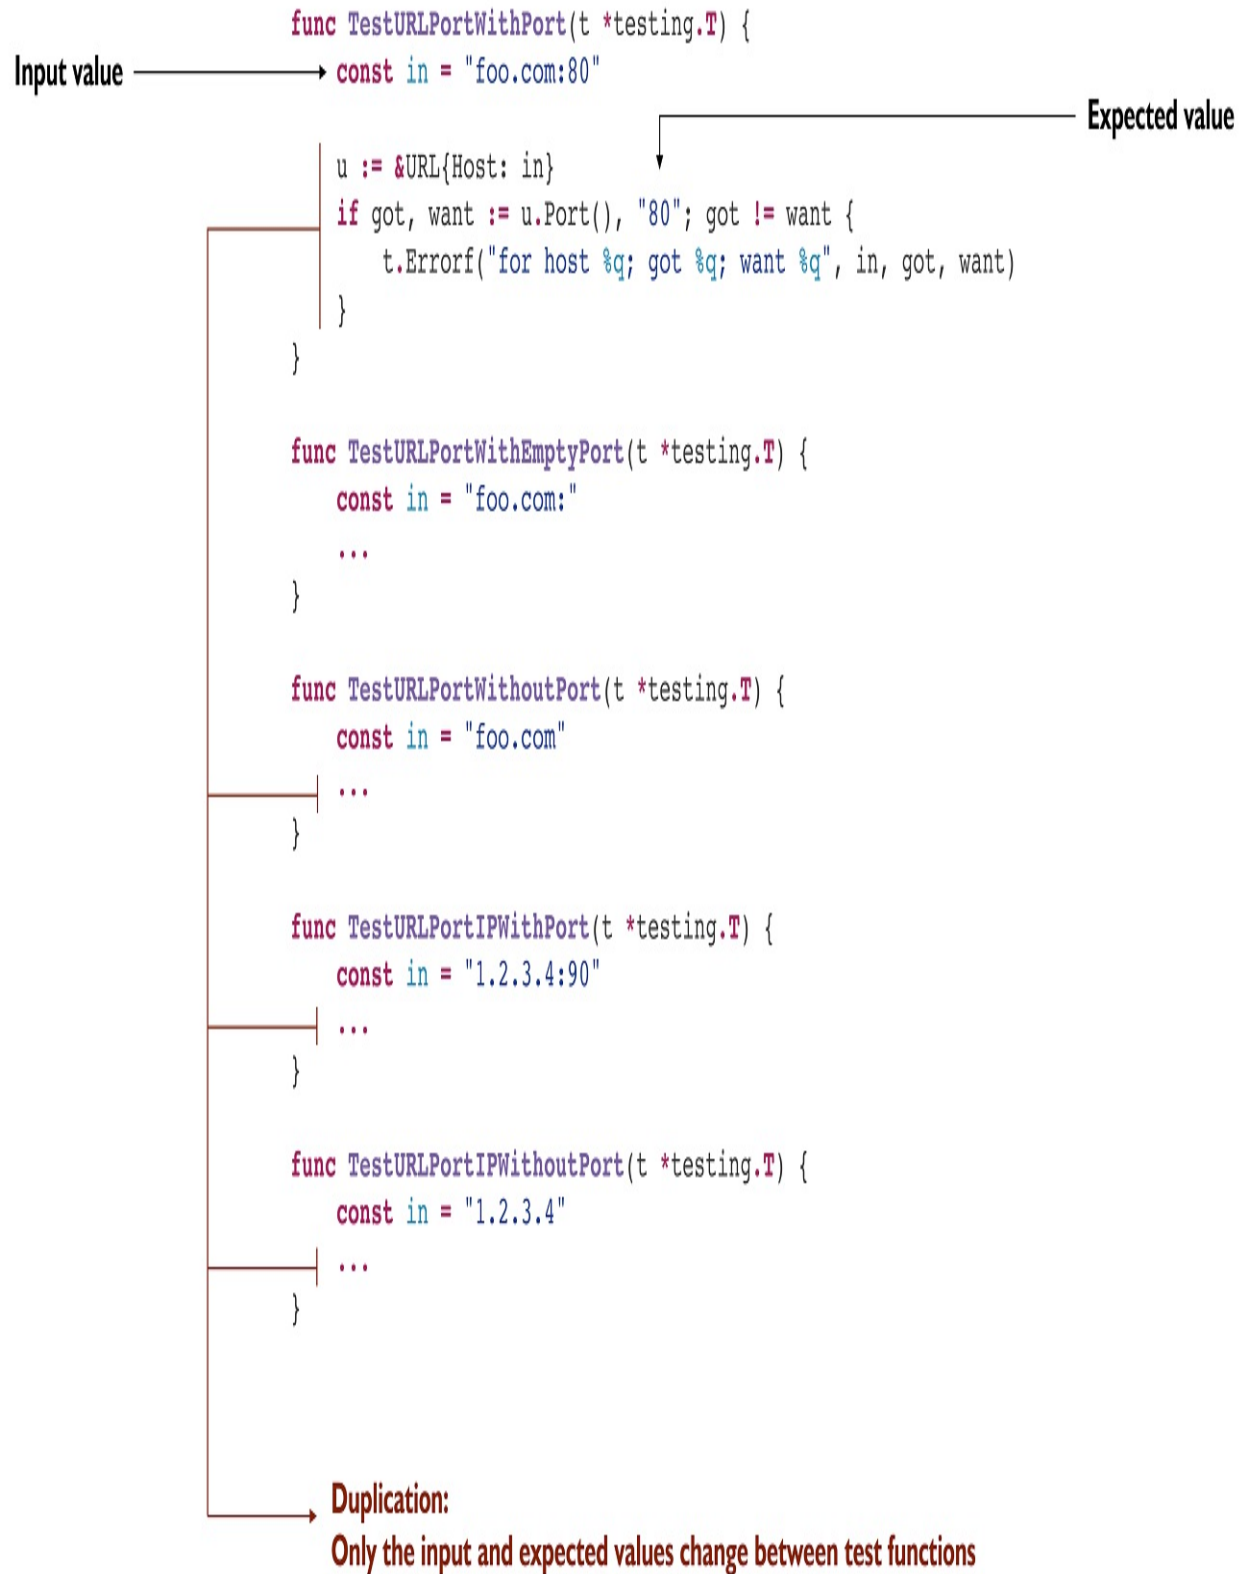 func TestURLPortWithPort(t *testing.T) {
Input value
const in = "foo.com:80"
Expected value
u := &URL{Host: in}
if got, want := u.Port(), "80"; got != want {
t.Errorf("for host %q; got %q; want %q", in, got, want)
}
}
func TestURLPortWithEmptyPort(t *testing.T) {
const in = "foo.com:"
...
}
func TestURLPortWithoutPort(t *testing.T) {
const in = "foo.com"
...
}
func TestURLPortIPWithPort(t *testing.T) {
const in = "1.2.3.4:90"
...
}
func TestURLPortIPWithoutPort(t *testing.T) {
const in = "1.2.3.4"
...
}
Duplication:
Only the input and expected values change between test functions